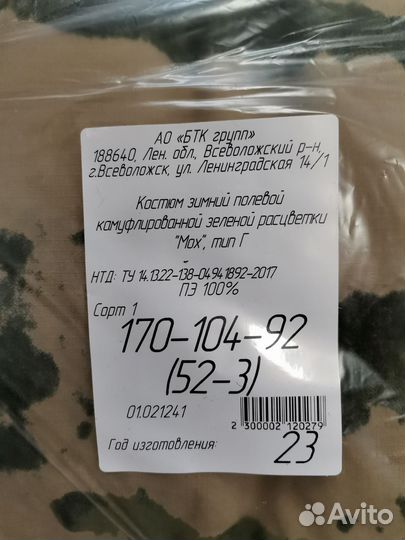 АО «БТК групп»
188640, Лен. обл., Всеволожский р-н,
г.Всеволожск, ул. Ленинградская 14/1
Костюм зимний полевой
камуфлированной зеленой расцветки
"Мох", тип Г
НТД: ТУ 14.13.22-138-04941892-2017
ПЭ 100%
Сорт 1
170-104-92
(52-3)
01.021241
2 300002 120279
Год изготовления: 23
Avito